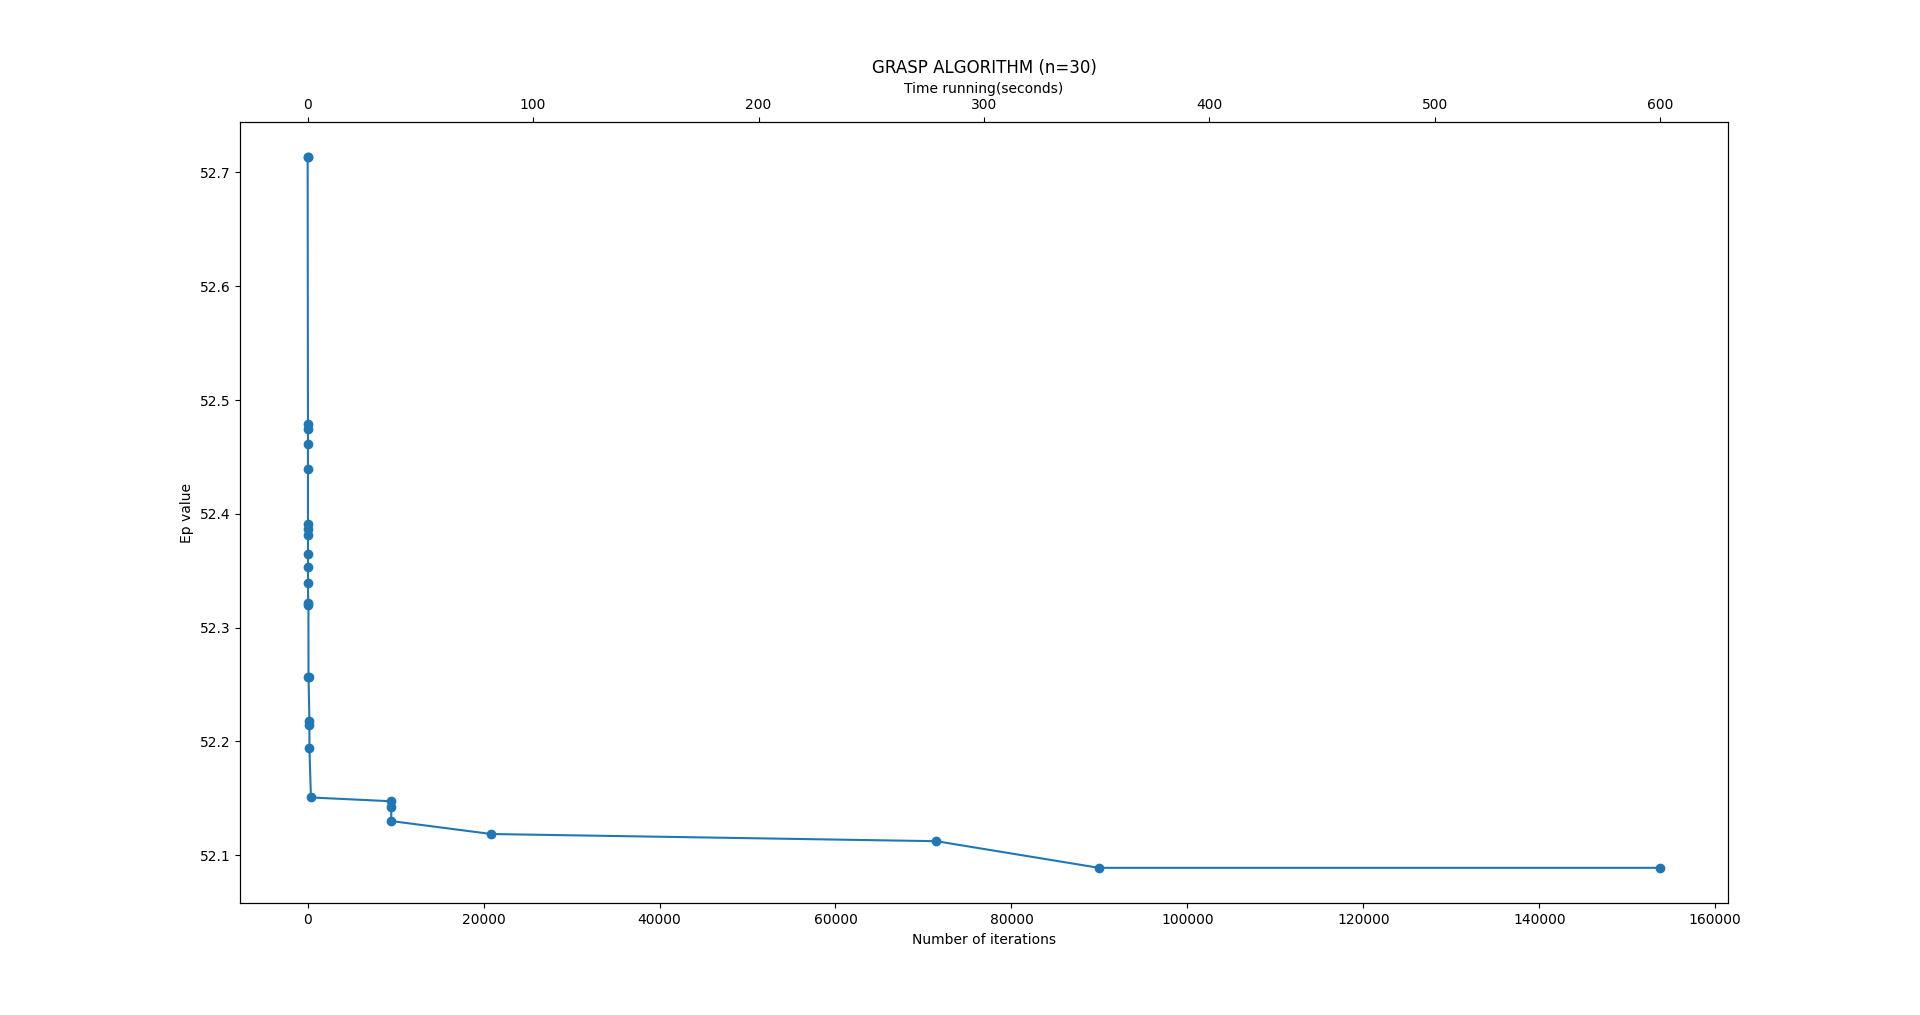 GRASP ALGORITHM (n=30)
Time running(seconds)
0 100 200 300 400 500 600
52.7
52.6
52.5
52.4
52.3
52.2
52.1
Ep value
0 20000 40000 60000 80000 100000 120000 140000 160000
Number of iterations